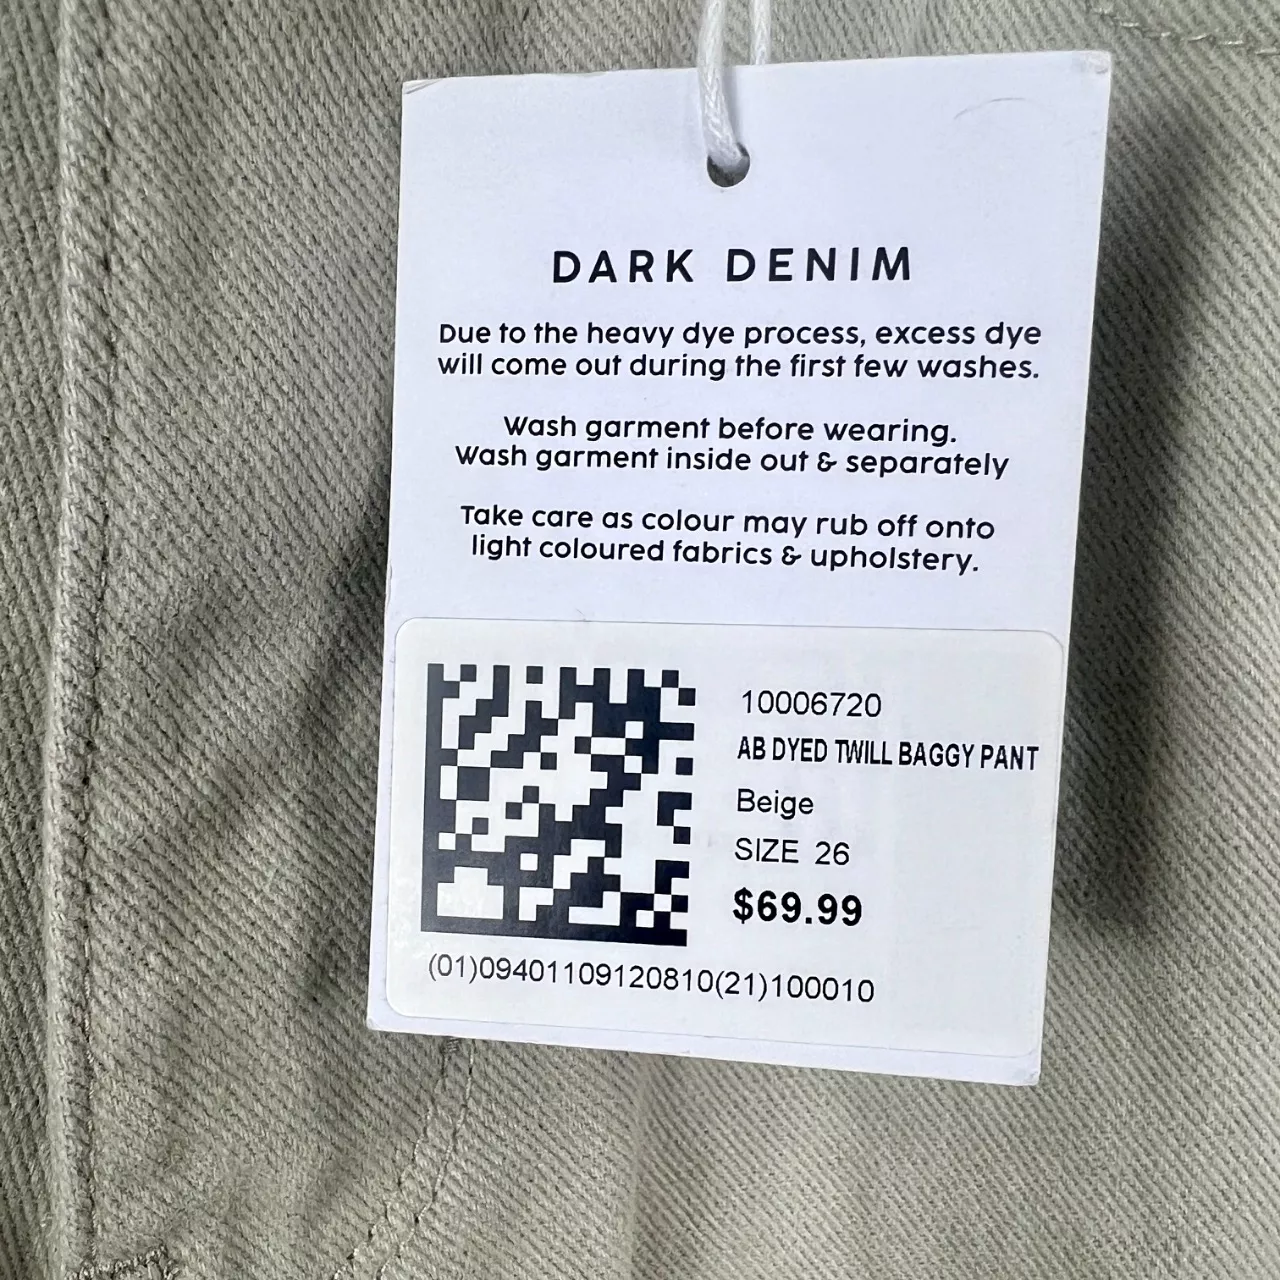 DARK DENIM
Due to the heavy dye process, excess dye
will come out during the first few washes.
Wash garment before wearing.
Wash garment inside out & separately
Take care as colour may rub off onto
light coloured fabrics & upholstery.
10006720
AB DYED TWILL BAGGY PANT
Beige
SIZE 26
$69.99
(01)09401109120810(21)100010